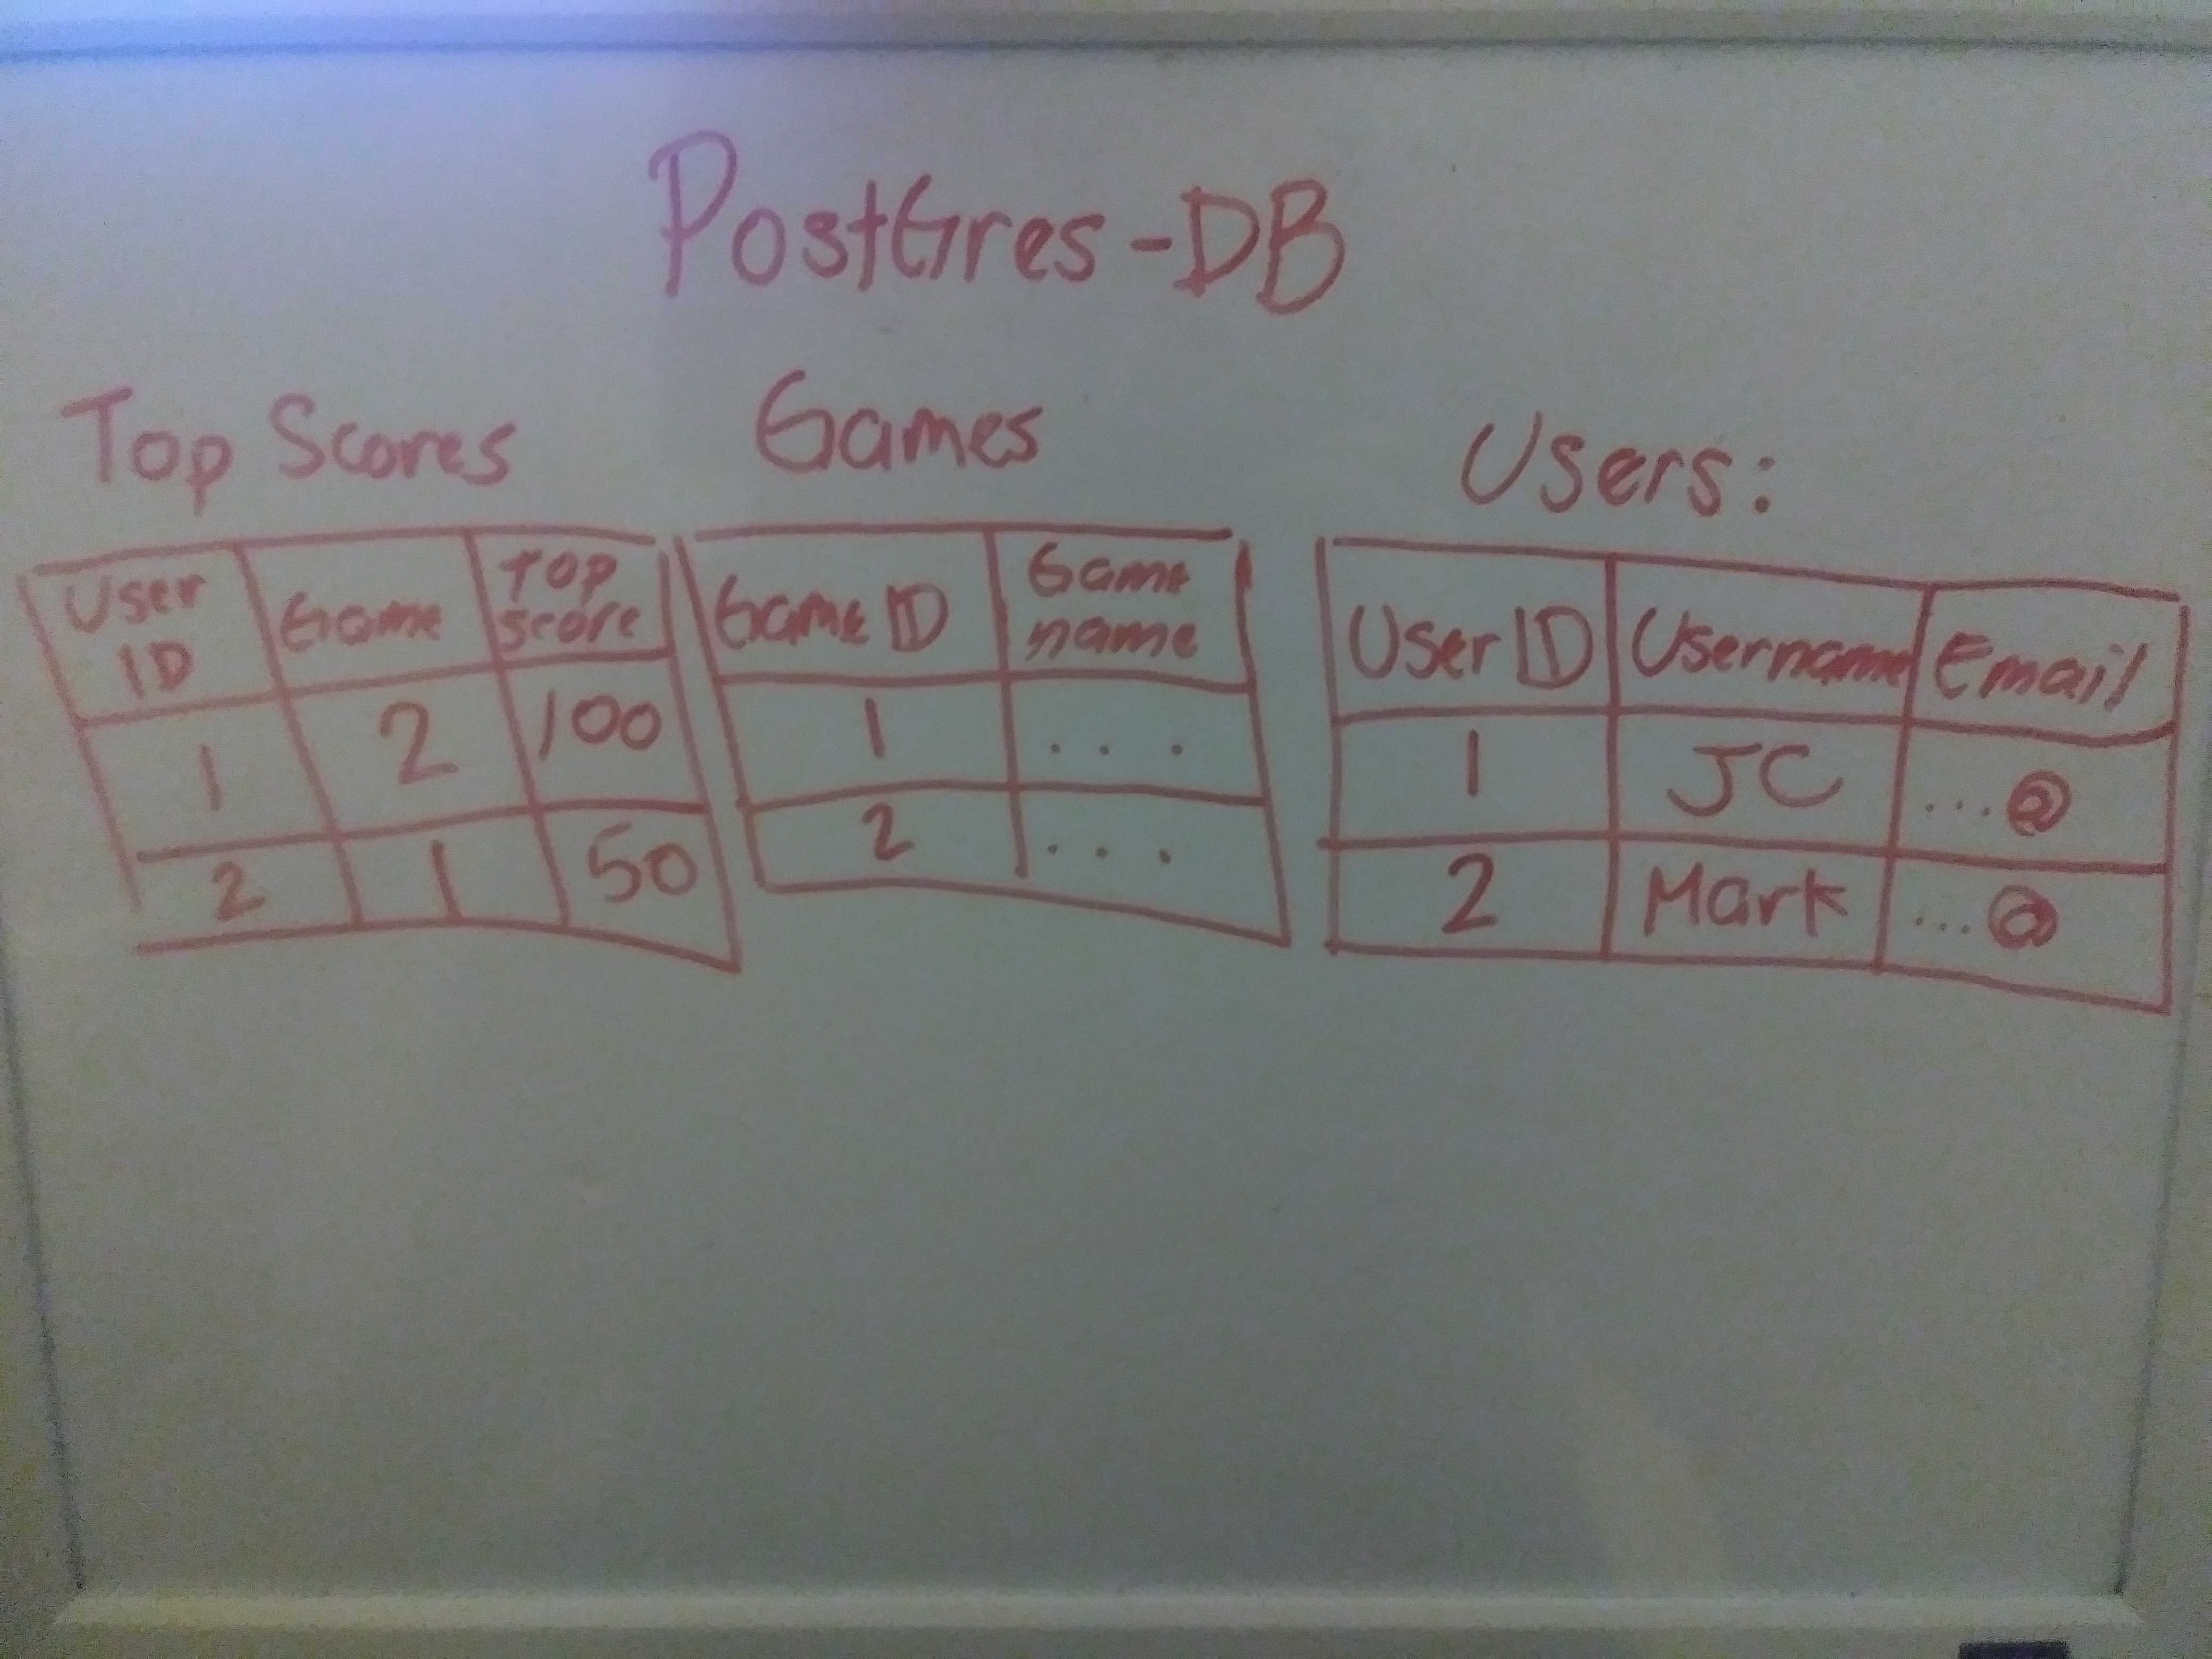 PostGres-DB
Top Scores
User ID Game Top score
1 2 100
2 1 50
Games
Game ID Game name
1 ...
2 ...
Users:
User ID Username Email
1 JC ...@
2 Mark ...@